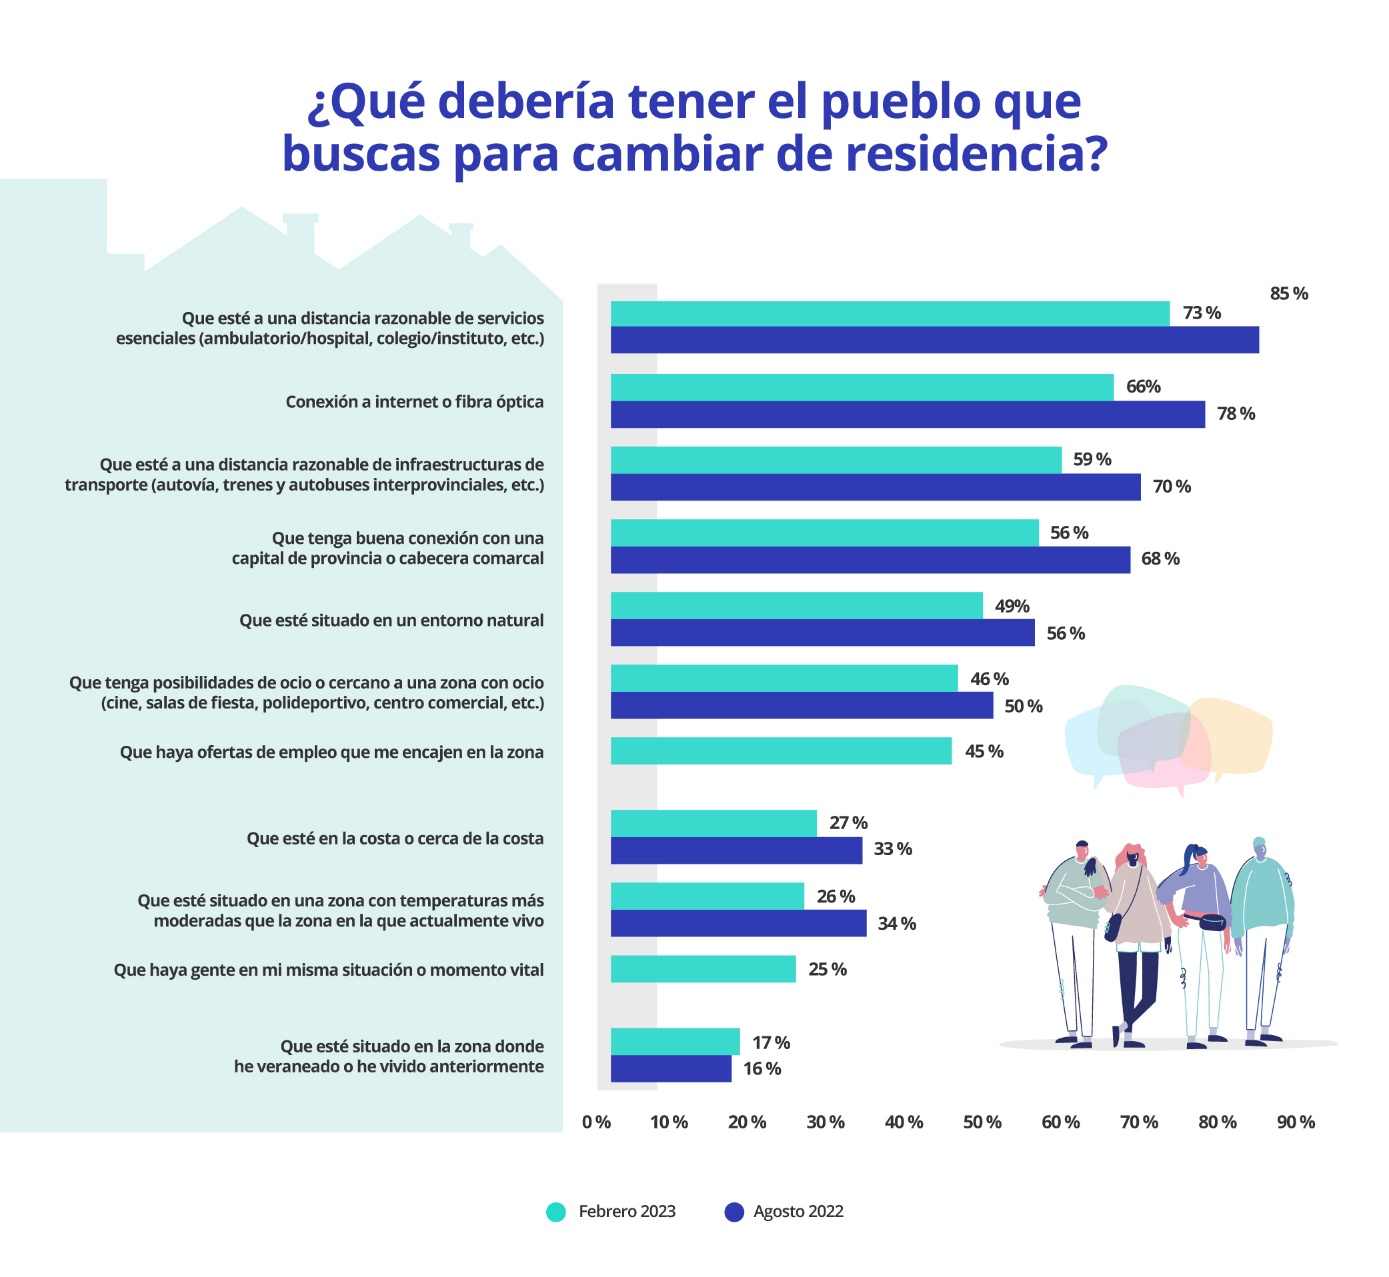 ¿Qué debería tener el pueblo que
buscas para cambiar de residencia?
Que esté a una distancia razonable de servicios
esenciales (ambulatorio/hospital, colegio/instituto, etc.)
73 %
85 %
Conexión a internet o fibra óptica
66%
78 %
Que esté a una distancia razonable de infraestructuras de
transporte (autovía, trenes y autobuses interprovinciales, etc.)
59 %
70 %
Que tenga buena conexión con una
capital de provincia o cabecera comarcal
56 %
68 %
Que esté situado en un entorno natural
49%
56 %
Que tenga posibilidades de ocio o cercano a una zona con ocio
(cine, salas de fiesta, polideportivo, centro comercial, etc.)
46 %
50 %
Que haya ofertas de empleo que me encajen en la zona
45 %
Que esté en la costa o cerca de la costa
27 %
33 %
Que esté situado en una zona con temperaturas más
moderadas que la zona en la que actualmente vivo
26 %
34 %
Que haya gente en mi misma situación o momento vital
25 %
Que esté situado en la zona donde
he veraneado o he vivido anteriormente
17 %
16 %
0 % 10 % 20 % 30 % 40 % 50 % 60 % 70 % 80 % 90 %
Febrero 2023 Agosto 2022